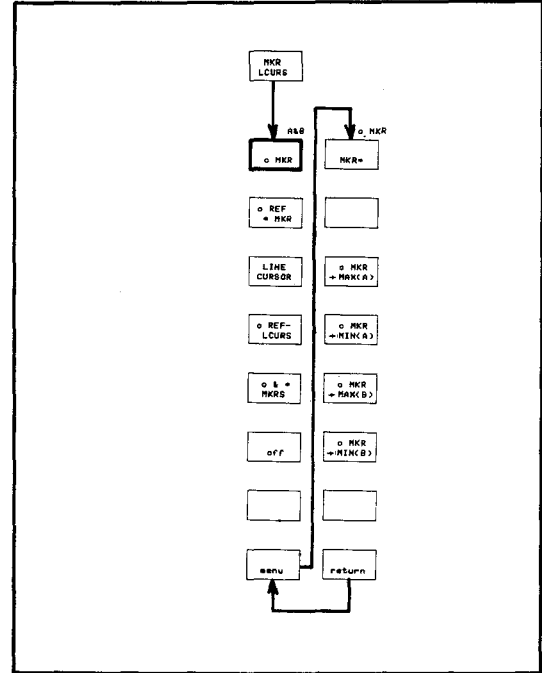 MKR
LCURS
A&B
o MKR
o REF
* MKR
LINE
CURSOR
o REF-
LCURS
o & *
MKRS
off
menu
o MKR
MKR*
o MKR
→MAX(A)
o MKR
→MIN(A)
o MKR
→MAX(B)
o MKR
→MIN(B)
return